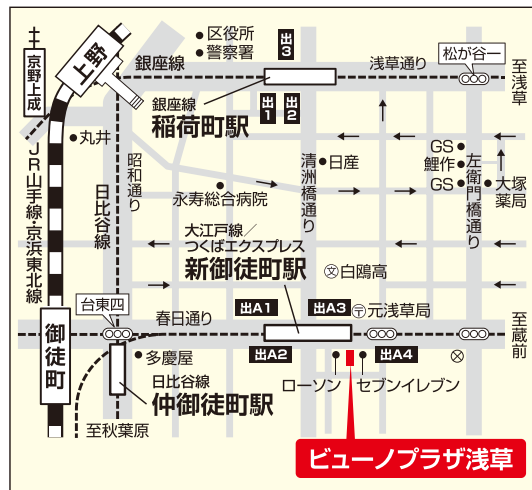 区役所
警察署
出3
上野
京成上野
銀座線
浅草通り
松が谷一
至浅草
銀座線
稲荷町駅
出1
出2
丸井
昭和通り
日比谷線
JR山手線・京浜東北線
永寿総合病院
清洲橋通り
日産
GS
鯉作
GS
左衛門橋通り
大塚薬局
大江戸線／
つくばエクスプレス
新御徒町駅
文白鴎高
台東四
春日通り
出A1
出A3
〒元浅草局
至蔵前
御徒町
出A2
出A4
多慶屋
日比谷線
仲御徒町駅
至秋葉原
ローソン
セブンイレブン
ビューノプラザ浅草